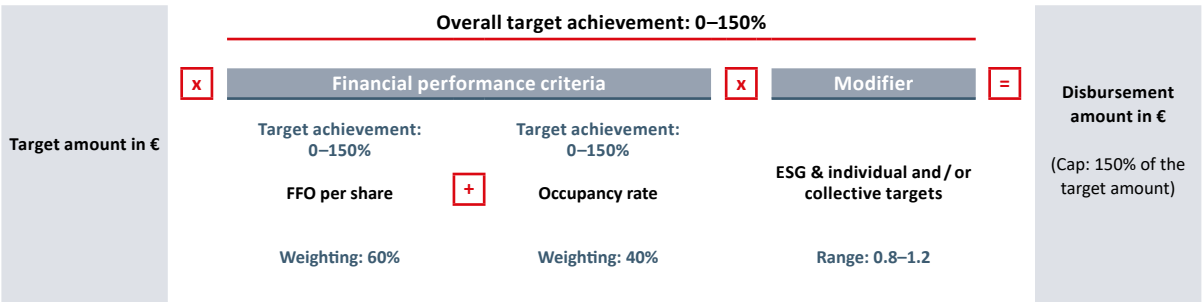 Overall target achievement: 0–150%
Target amount in €
x
Financial performance criteria
x
Modifier
=
Disbursement
amount in €
(Cap: 150% of the
target amount)
Target achievement:
0–150%
FFO per share
Weighting: 60%
+
Target achievement:
0–150%
Occupancy rate
Weighting: 40%
ESG & individual and / or
collective targets
Range: 0.8–1.2